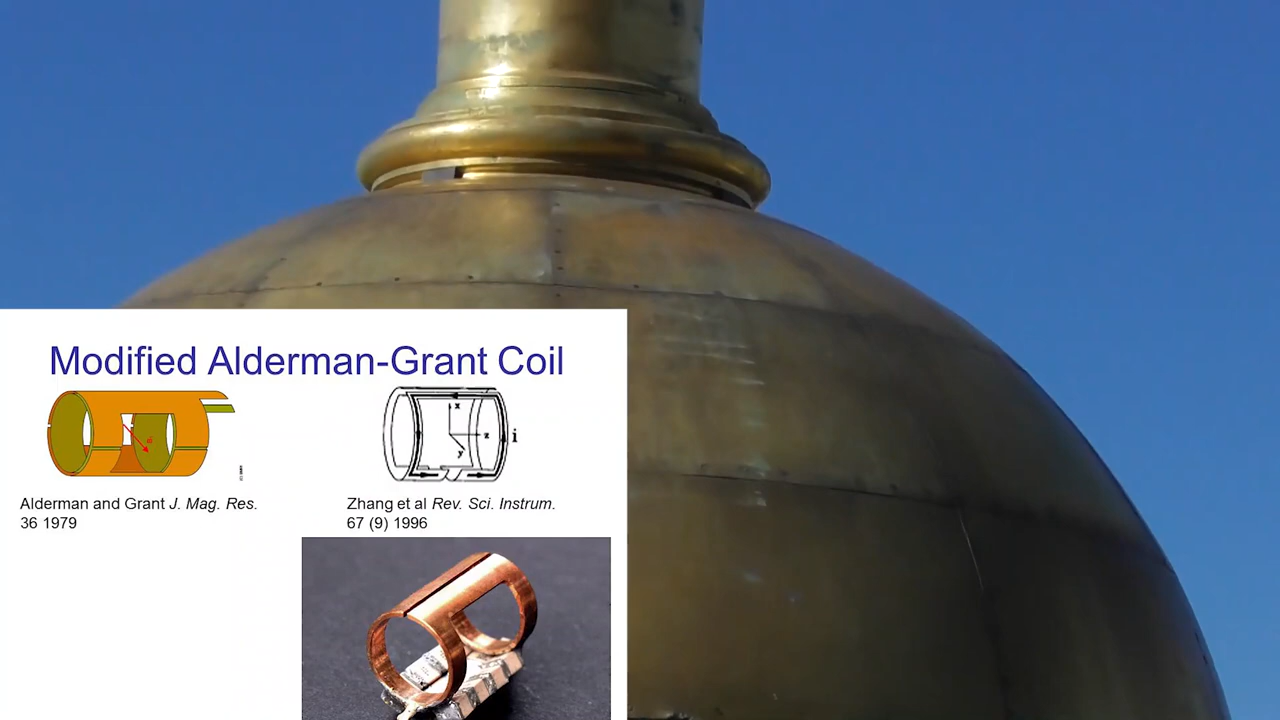 Modified Alderman-Grant Coil
x
z
i
y
Alderman and Grant J. Mag. Res.
36 1979
Zhang et al Rev. Sci. Instrum.
67 (9) 1996